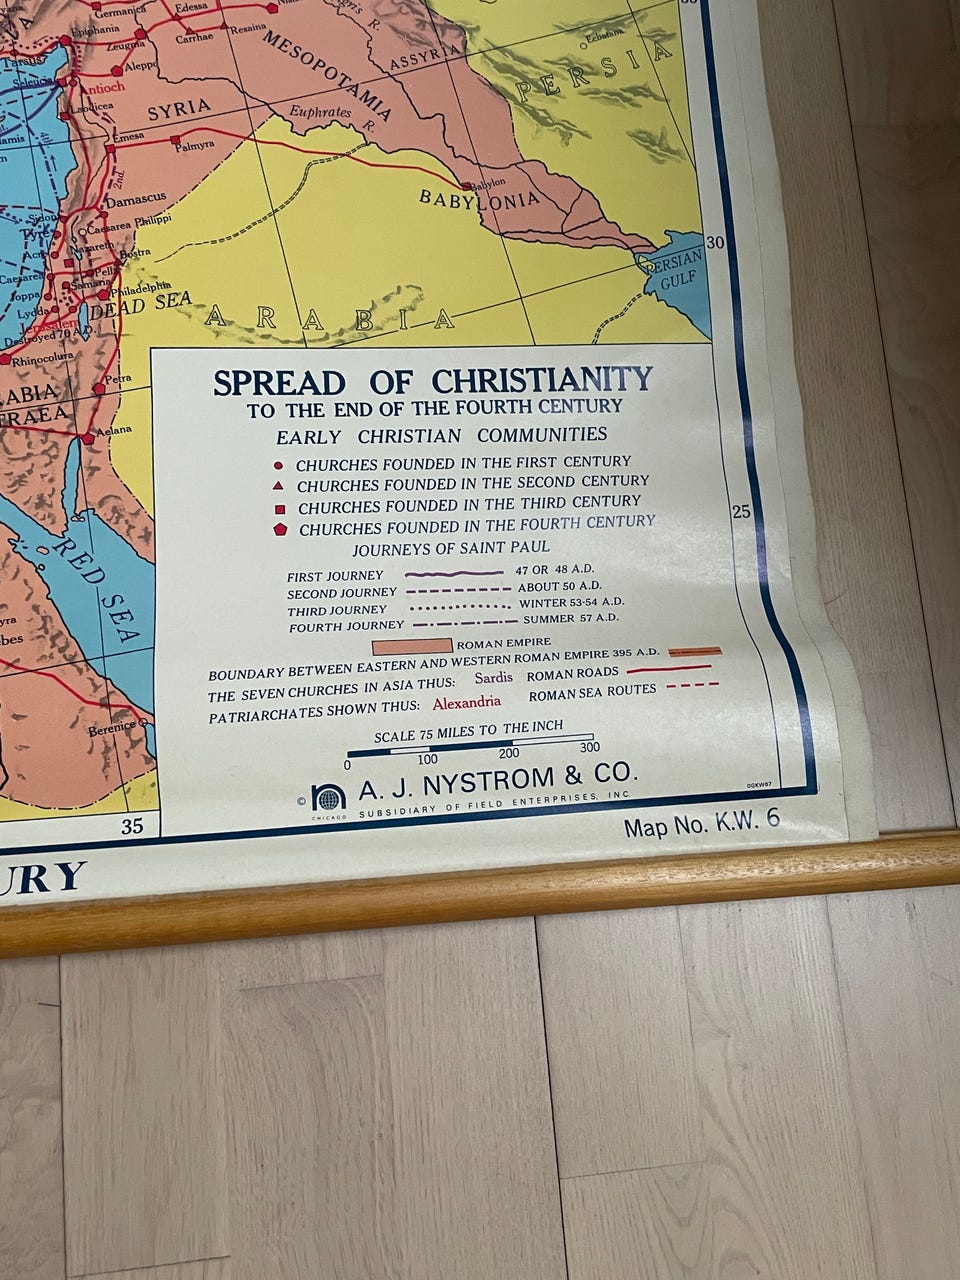 Germanica
Edessa
Epiphania
Leugma
Carrhae
Resaina
Tarsus
Aleppo
Seleucia
Antioch
Laodicea
MESOPOTAMIA
ASSYRIA
Ecbatana
PERSIA
SYRIA
Euphrates R.
Emesa
Palmyra
2nd.
Babylon
BABYLONIA
Damascus
Sidon
Caesarea Philippi
Tyre
Nazareth
Bostra
Caesarea
Samaria
Philadelphia
Joppa
Lydda
DEAD SEA
Jerusalem
Destroyed 70 A.D.
ARABIA
30
PERSIAN
GULF
Rhinocolura
Petra
ABIA
RAEA
Aelana
RED SEA
Berenice
25
35
SPREAD OF CHRISTIANITY
TO THE END OF THE FOURTH CENTURY
EARLY CHRISTIAN COMMUNITIES
CHURCHES FOUNDED IN THE FIRST CENTURY
CHURCHES FOUNDED IN THE SECOND CENTURY
CHURCHES FOUNDED IN THE THIRD CENTURY
CHURCHES FOUNDED IN THE FOURTH CENTURY
JOURNEYS OF SAINT PAUL
FIRST JOURNEY 47 OR 48 A.D.
SECOND JOURNEY ABOUT 50 A.D.
THIRD JOURNEY WINTER 53-54 A.D.
FOURTH JOURNEY SUMMER 57 A.D.
ROMAN EMPIRE
BOUNDARY BETWEEN EASTERN AND WESTERN ROMAN EMPIRE 395 A.D.
THE SEVEN CHURCHES IN ASIA THUS: Sardis ROMAN ROADS
PATRIARCHATES SHOWN THUS: Alexandria ROMAN SEA ROUTES
SCALE 75 MILES TO THE INCH
0 100 200 300
© n A. J. NYSTROM & CO.
CHICAGO SUBSIDIARY OF FIELD ENTERPRISES, INC.
Map No. K.W. 6
URY